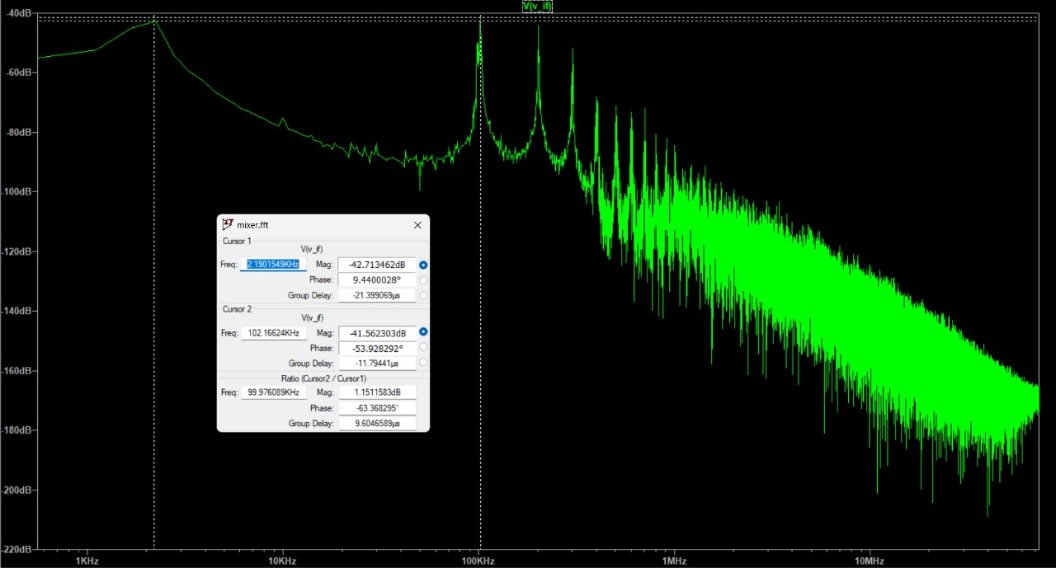 V(v_if)
-40dB
-60dB
-80dB
-100dB
-120dB
-140dB
-160dB
-180dB
-200dB
-220dB
1KHz 10KHz 100KHz 1MHz 10MHz
mixer.fft
Cursor 1
V(v_if)
Freq: 2.1901549KHz Mag: -42.713462dB
Phase: 9.4400028°
Group Delay: -21.399069µs
Cursor 2
V(v_if)
Freq: 102.16624KHz Mag: -41.562303dB
Phase: -53.928292°
Group Delay: -11.79441µs
Ratio (Cursor2 / Cursor1)
Freq: 99.976089KHz Mag: 1.1511583dB
Phase: -63.368295°
Group Delay: 9.6046589µs